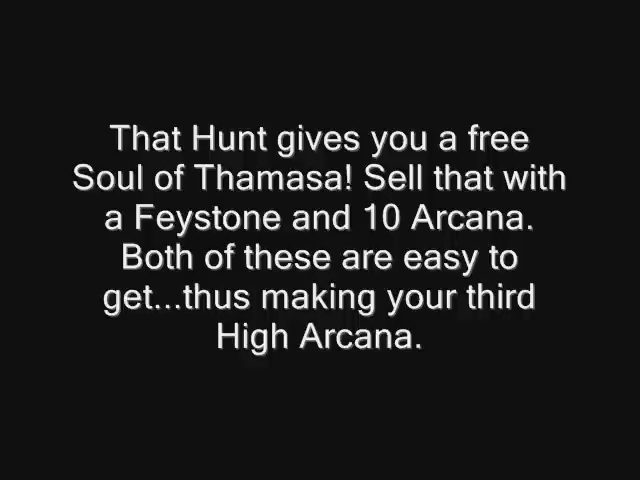 That Hunt gives you a free
Soul of Thamasa! Sell that with
a Feystone and 10 Arcana.
Both of these are easy to
get...thus making your third
High Arcana.